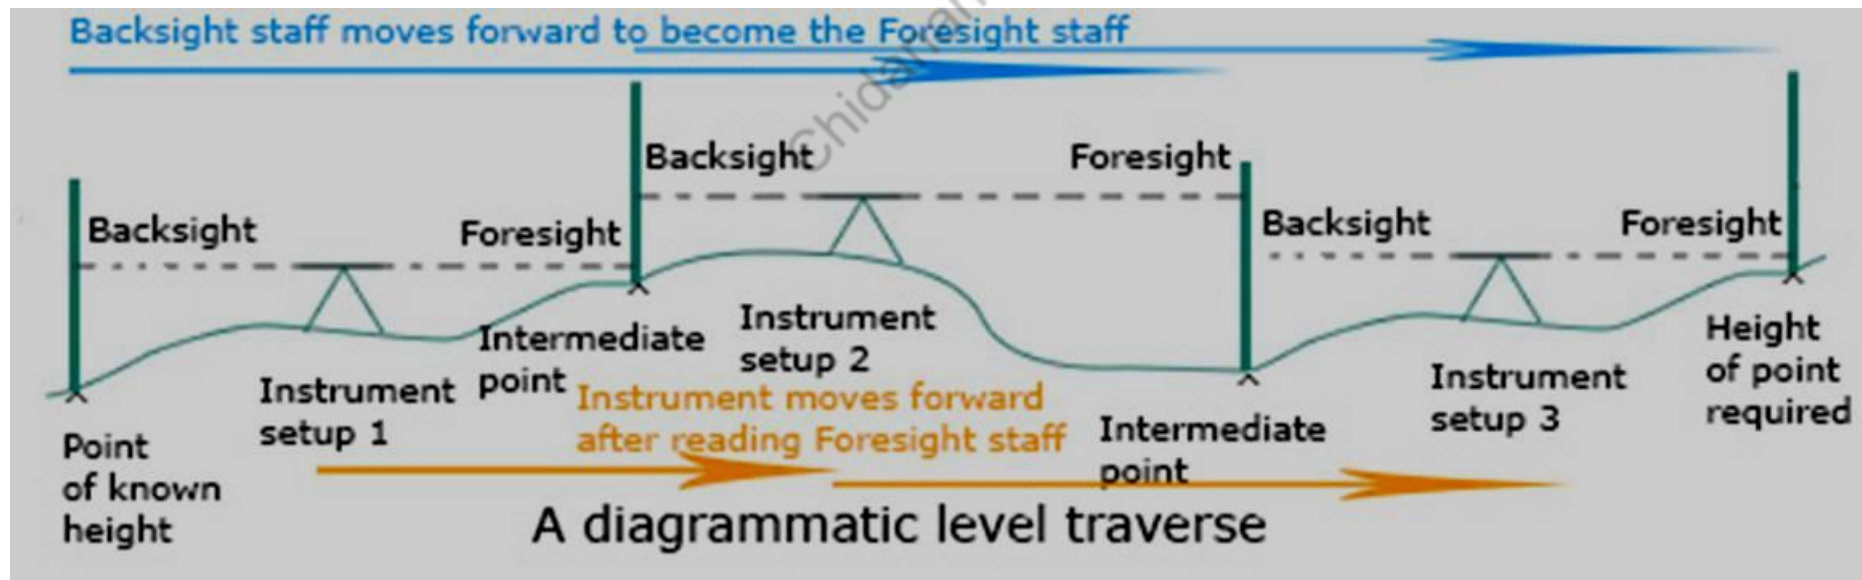 Backsight staff moves forward to become the Foresight staff
Chidanan
Backsight
Foresight
Backsight
Foresight
Backsight
Foresight
Instrument
setup 1
Intermediate
point
Instrument
setup 2
Instrument moves forward
after reading Foresight staff
Intermediate
point
Instrument
setup 3
Height
of point
required
Point
of known
height
A diagrammatic level traverse